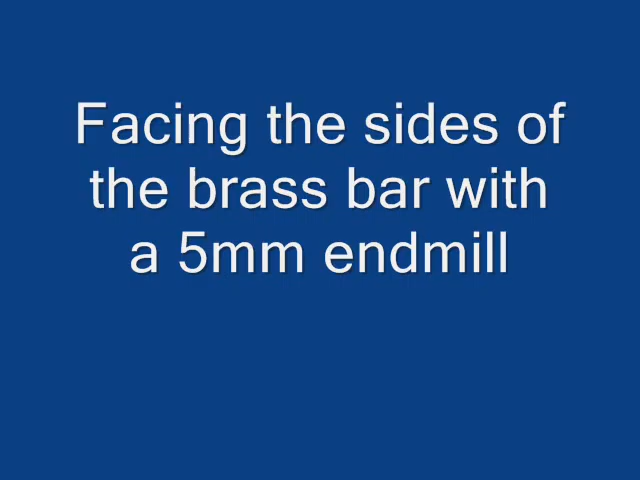 Facing the sides of
the brass bar with
a 5mm endmill